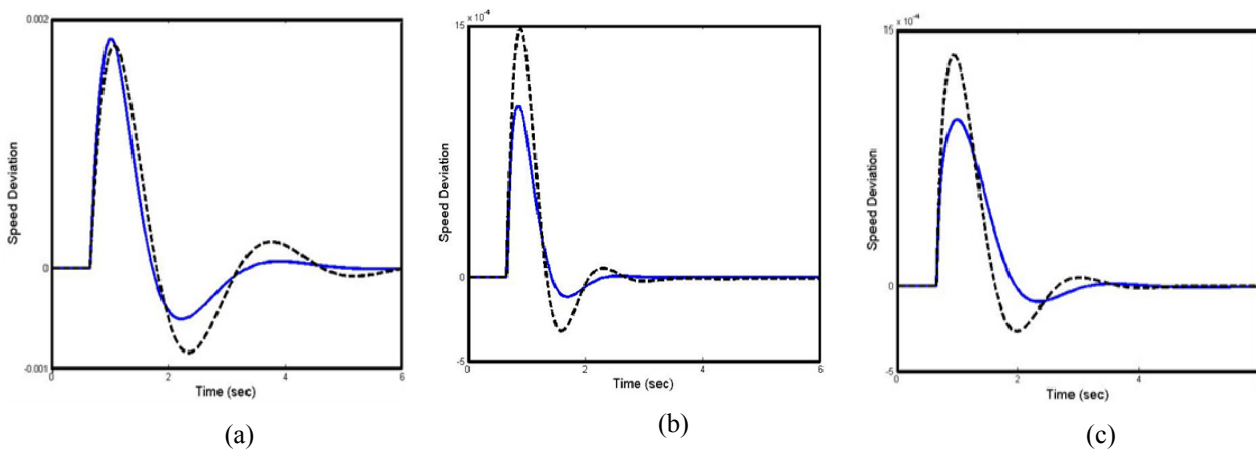 0.002
Speed Deviation
0
-0.001
0
2
4
6
Time (sec)
(a)
× 10⁻⁴
15
Speed Deviation
0
-5
0
2
4
6
Time (sec)
(b)
× 10⁻⁴
15
Speed Deviation
0
-5
0
2
4
Time (sec)
(c)